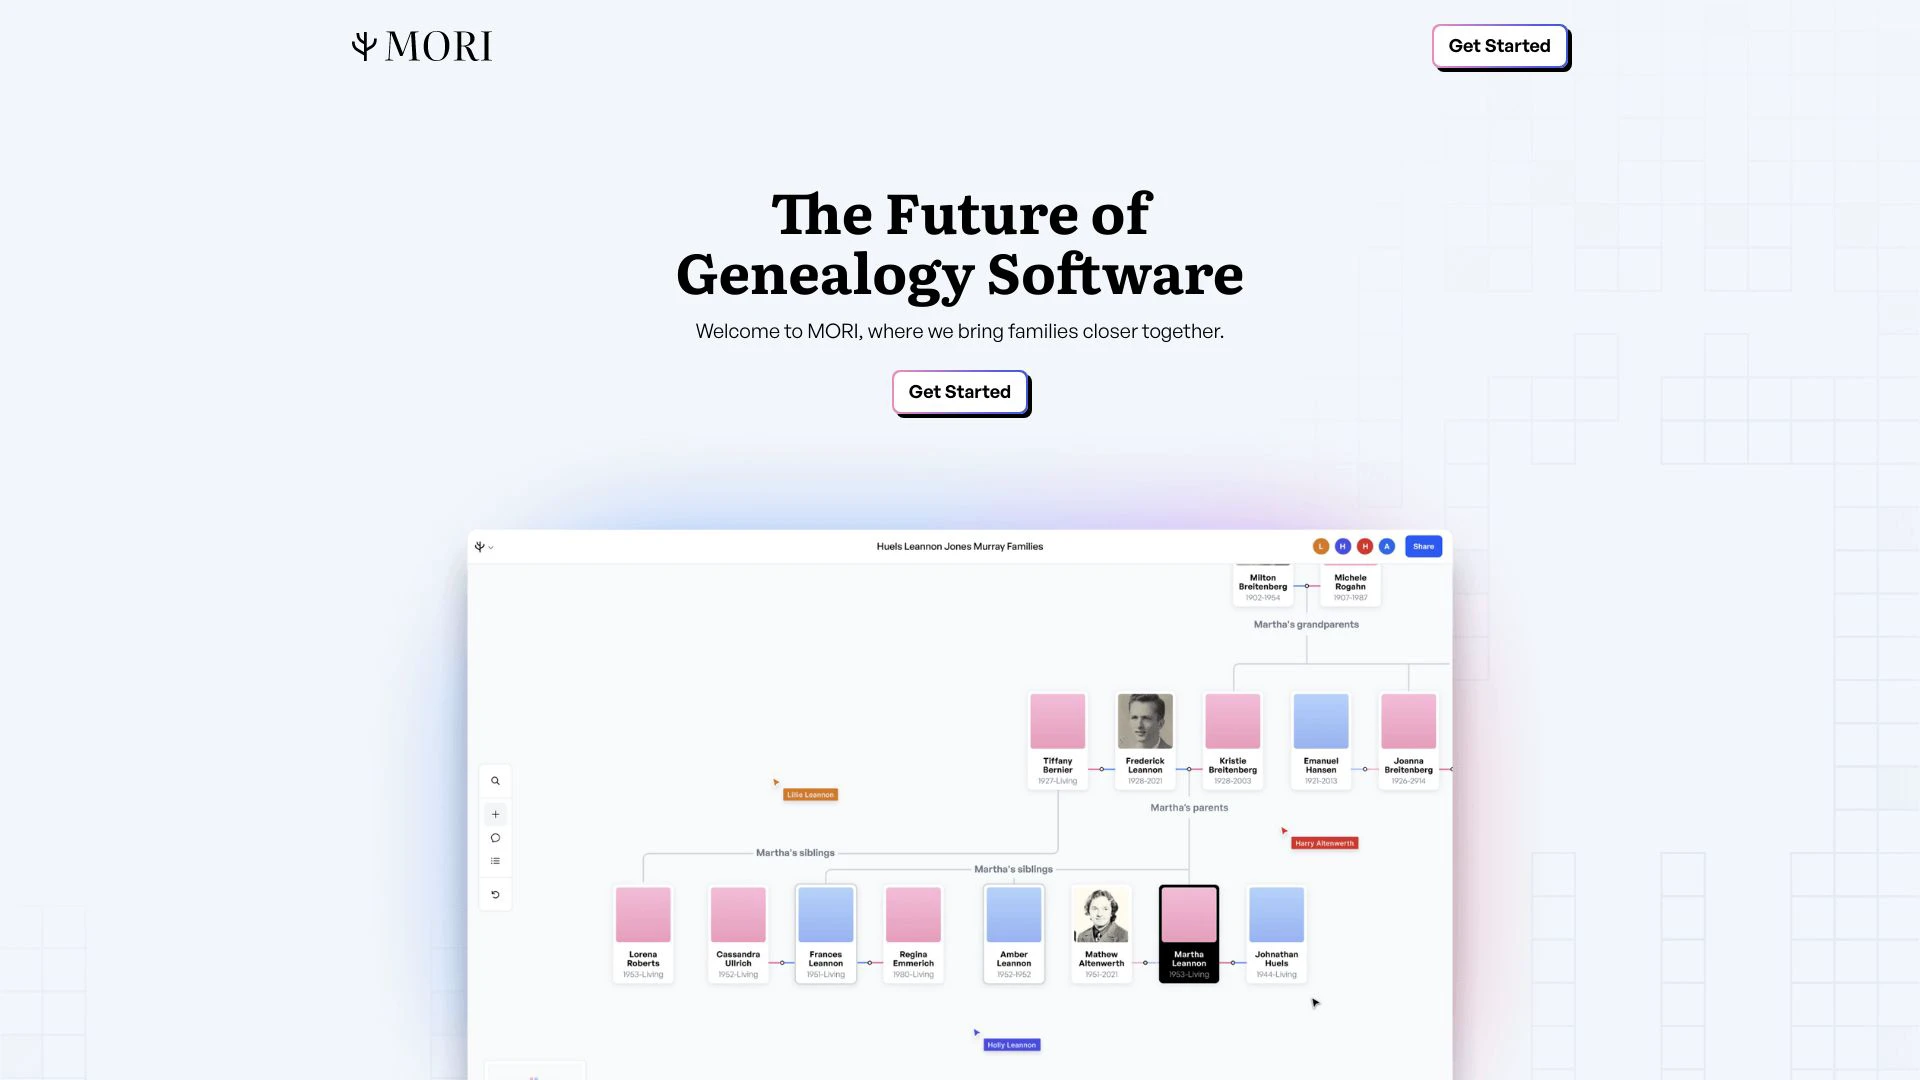 MORI
Get Started
The Future of
Genealogy Software
Welcome to MORI, where we bring families closer together.
Get Started
Huels Leannon Jones Murray Families
L
H
H
A
Share
Milton
Breitenberg
1902-1954
Michele
Rogahn
1907-1987
Martha's grandparents
Tiffany
Bernier
1927-Living
Frederick
Leannon
1928-2021
Kristie
Breitenberg
1928-2003
Emanuel
Hansen
1921-2013
Joanna
Breitenberg
1926-2914
Lillie Leannon
Martha's parents
Harry Altenwerth
Martha's siblings
Martha's siblings
Lorena
Roberts
1953-Living
Cassandra
Ullrich
1952-Living
Frances
Leannon
1951-Living
Regina
Emmerich
1980-Living
Amber
Leannon
1952-1952
Mathew
Altenwerth
1951-2021
Martha
Leannon
1953-Living
Johnathan
Huels
1944-Living
Holly Leannon